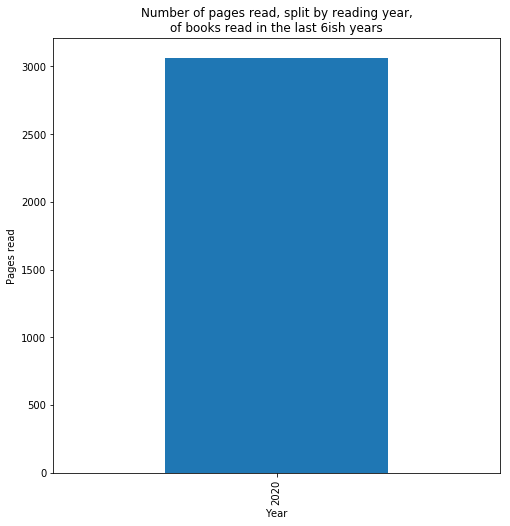 Number of pages read, split by reading year,
of books read in the last 6ish years
3000
2500
2000
1500
1000
500
0
Pages read
2020
Year